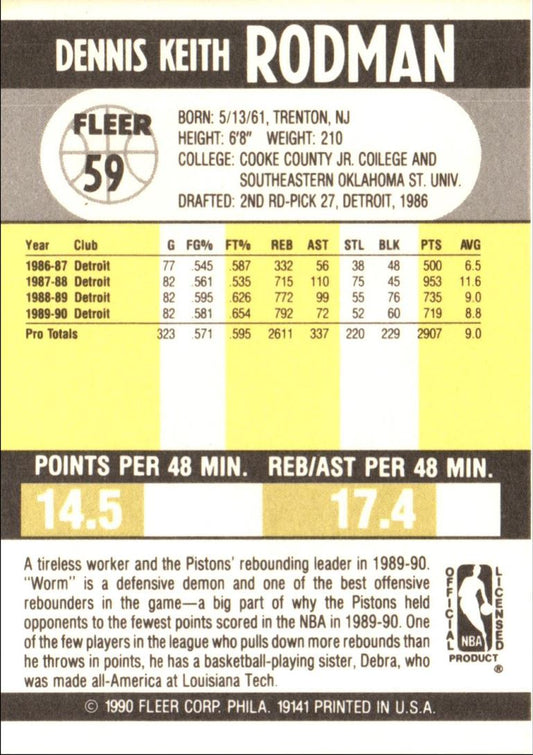 DENNIS KEITH RODMAN
FLEER
59
BORN: 5/13/61, TRENTON, NJ
HEIGHT: 6'8" WEIGHT: 210
COLLEGE: COOKE COUNTY JR. COILEGE AND
SOUTHEASTERN OKLAHOMA ST. UNIV.
DRAFTED: 2ND RD-PICK 27, DETROIT, 1986
Year Club G FG% FT% REB AST STL BLK PTS AVG
1986-87 Detroit 77 .545 .587 332 56 38 48 500 6.5
1987-88 Detroit 82 .561 .535 715 110 75 45 953 11.6
1988-89 Detroit 82 .595 .626 772 99 55 76 735 9.0
1989-90 Detroit 82 .581 .654 792 72 52 60 719 8.8
Pro Totals 323 .571 .595 2611 337 220 229 2907 9.0
POINTS PER 48 MIN. REB/AST PER 48 MIN.
14.5 17.4
A tireless worker and the Pistons' rebounding leader in 1989-90.
"Worm" is a defensive demon and one of the best offensive
rebounders in the game—a big part of why the Pistons held
opponents to the fewest points scored in the NBA in 1989-90. One
of the few players in the league who pulls down more rebounds than
he throws in points, he has a basketball-playing sister, Debra, who
was made all-America at Louisiana Tech.
OFFICIAL
LICENSED
NBA
PRODUCT
®
© 1990 FLEER CORP. PHILA. 19141 PRINTED IN U.S.A.